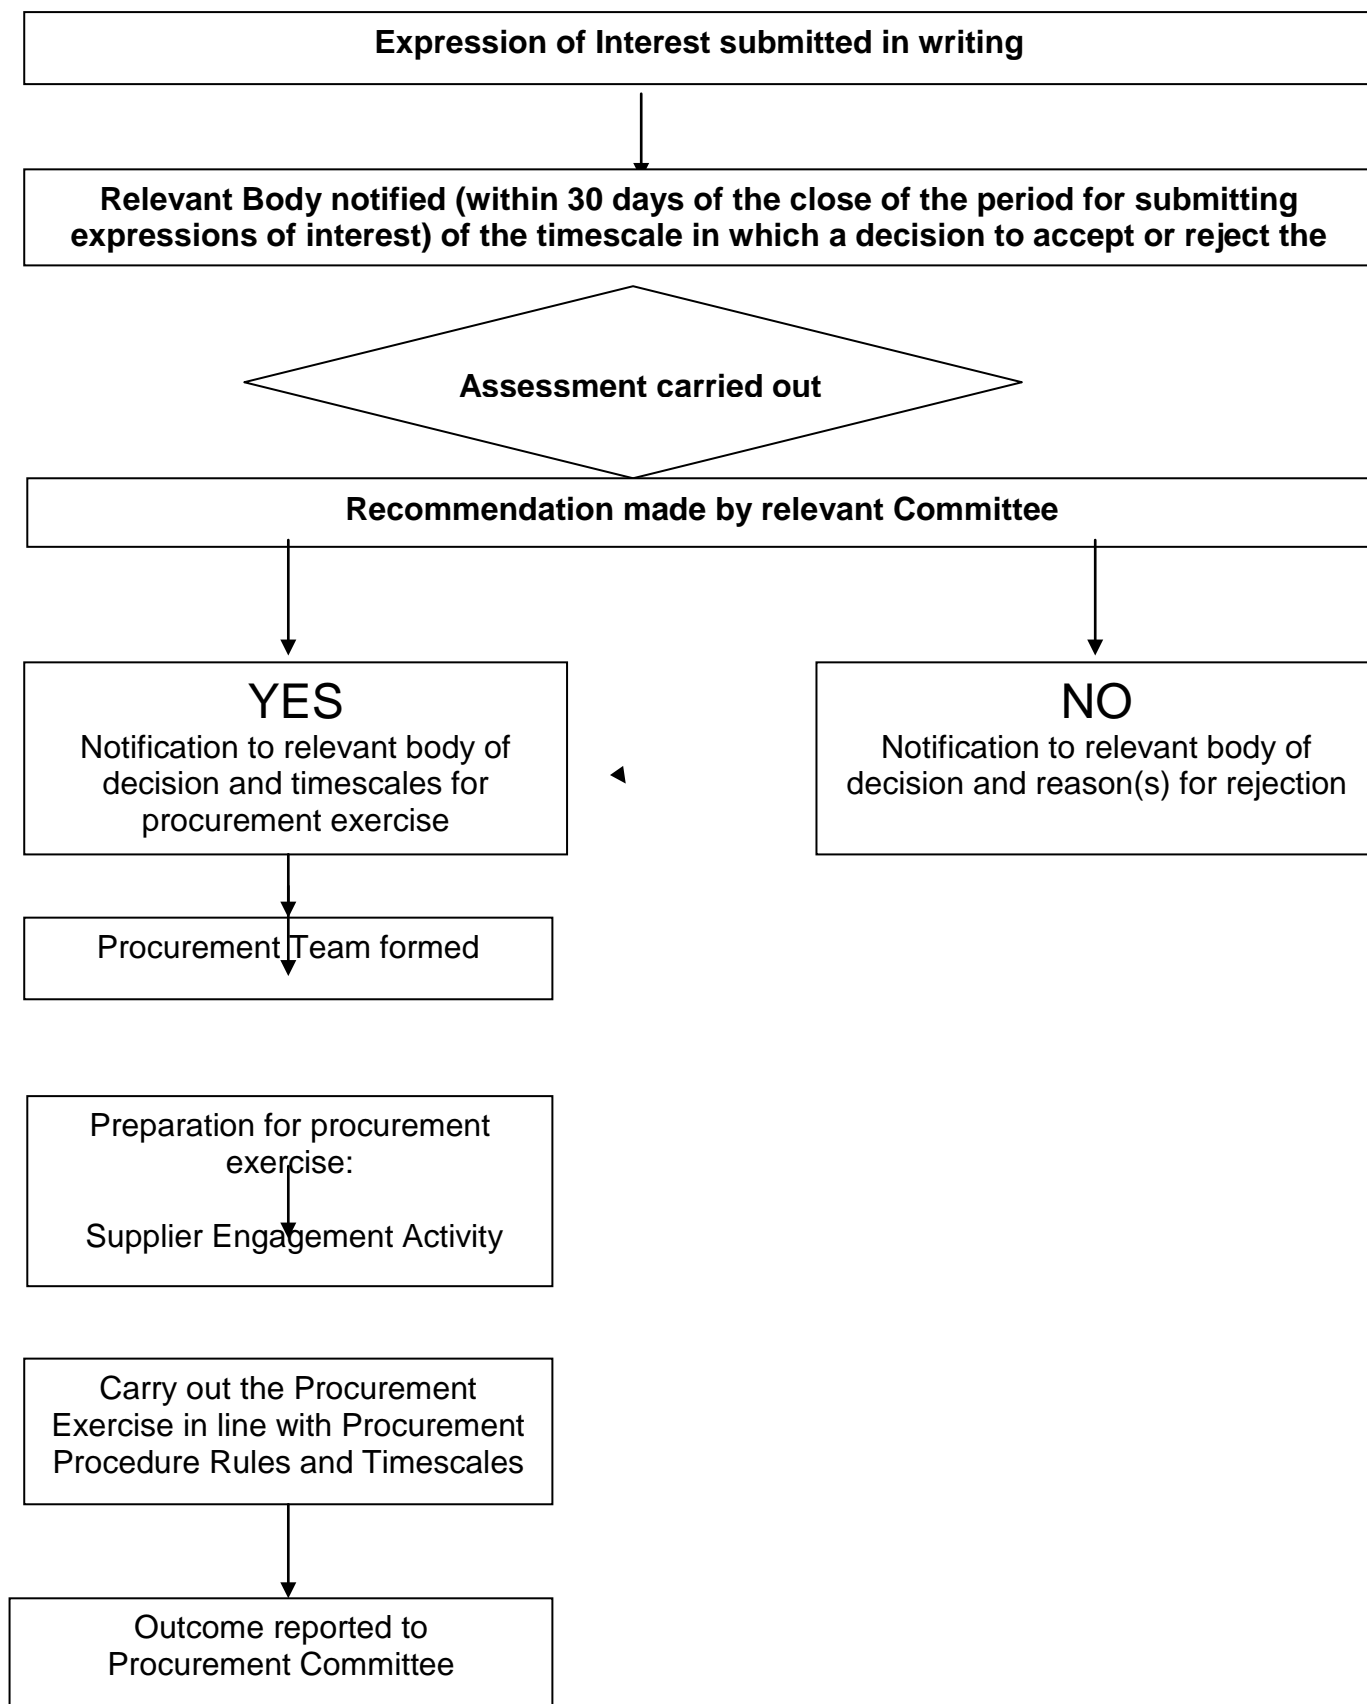 Expression of Interest submitted in writing
Relevant Body notified (within 30 days of the close of the period for submitting
expressions of interest) of the timescale in which a decision to accept or reject the
Assessment carried out
Recommendation made by relevant Committee
YES
Notification to relevant body of
decision and timescales for
procurement exercise
NO
Notification to relevant body of
decision and reason(s) for rejection
Procurement Team formed
Preparation for procurement
exercise:
Supplier Engagement Activity
Carry out the Procurement
Exercise in line with Procurement
Procedure Rules and Timescales
Outcome reported to
Procurement Committee